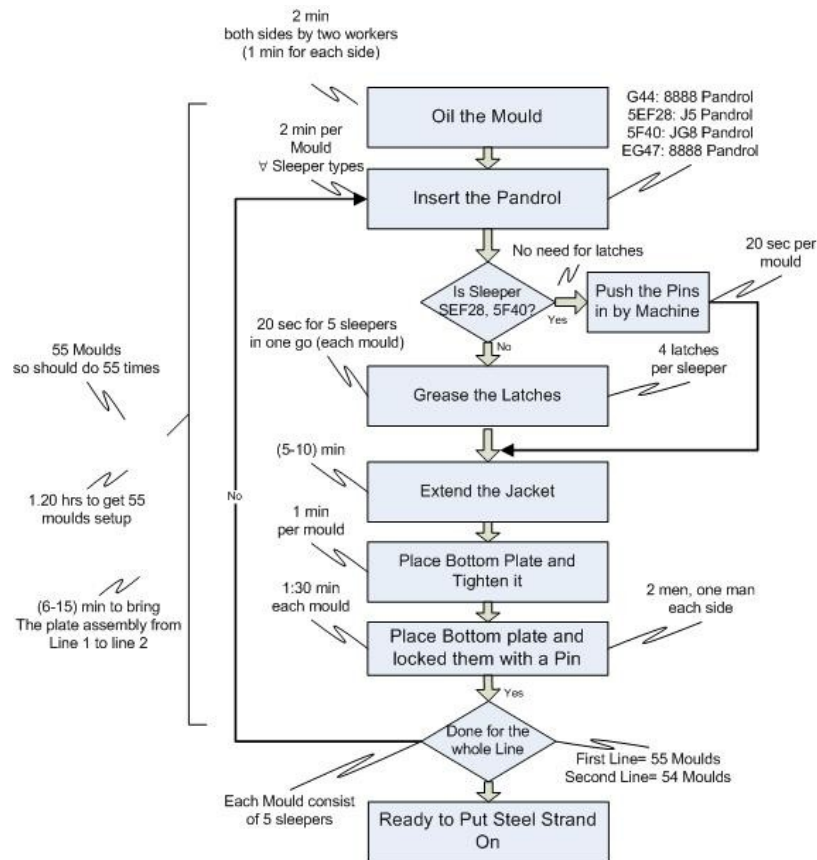 2 min
both sides by two workers
(1 min for each side)
Oil the Mould
G44: 8888 Pandrol
5EF28: J5 Pandrol
5F40: JG8 Pandrol
EG47: 8888 Pandrol
2 min per
Mould
∀ Sleeper types
Insert the Pandrol
No need for latches
20 sec per
mould
Is Sleeper
SEF28, 5F40?
Yes
Push the Pins
in by Machine
20 sec for 5 sleepers
in one go (each mould)
No
4 latches
per sleeper
Grease the Latches
55 Moulds
so should do 55 times
(5-10) min
Extend the Jacket
No
1.20 hrs to get 55
moulds setup
1 min
per mould
Place Bottom Plate and
Tighten it
1:30 min
each mould
2 men, one man
each side
(6-15) min to bring
The plate assembly from
Line 1 to line 2
Place Bottom plate and
locked them with a Pin
Yes
Done for the
whole Line
First Line= 55 Moulds
Second Line= 54 Moulds
Each Mould consist
of 5 sleepers
Ready to Put Steel Strand
On